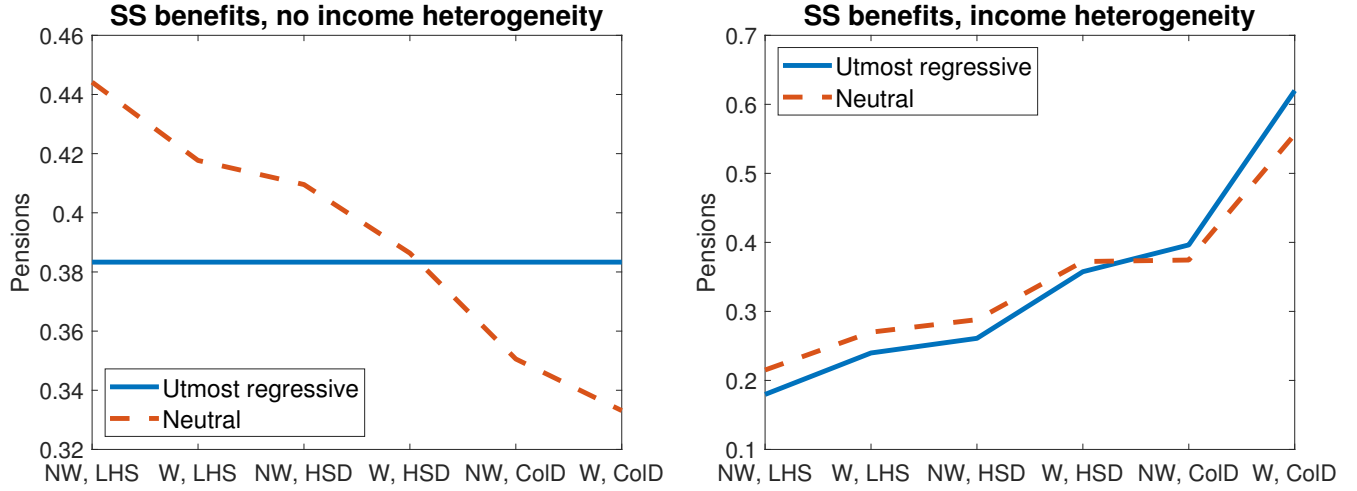 SS benefits, no income heterogeneity
0.46
0.44
0.42
0.4
0.38
0.36
0.34
0.32
Pensions
Utmost regressive
Neutral
NW, LHS W, LHS NW, HSD W, HSD NW, ColD W, ColD
SS benefits, income heterogeneity
0.7
0.6
0.5
0.4
0.3
0.2
0.1
Pensions
Utmost regressive
Neutral
NW, LHS W, LHS NW, HSD W, HSD NW, ColD W, ColD